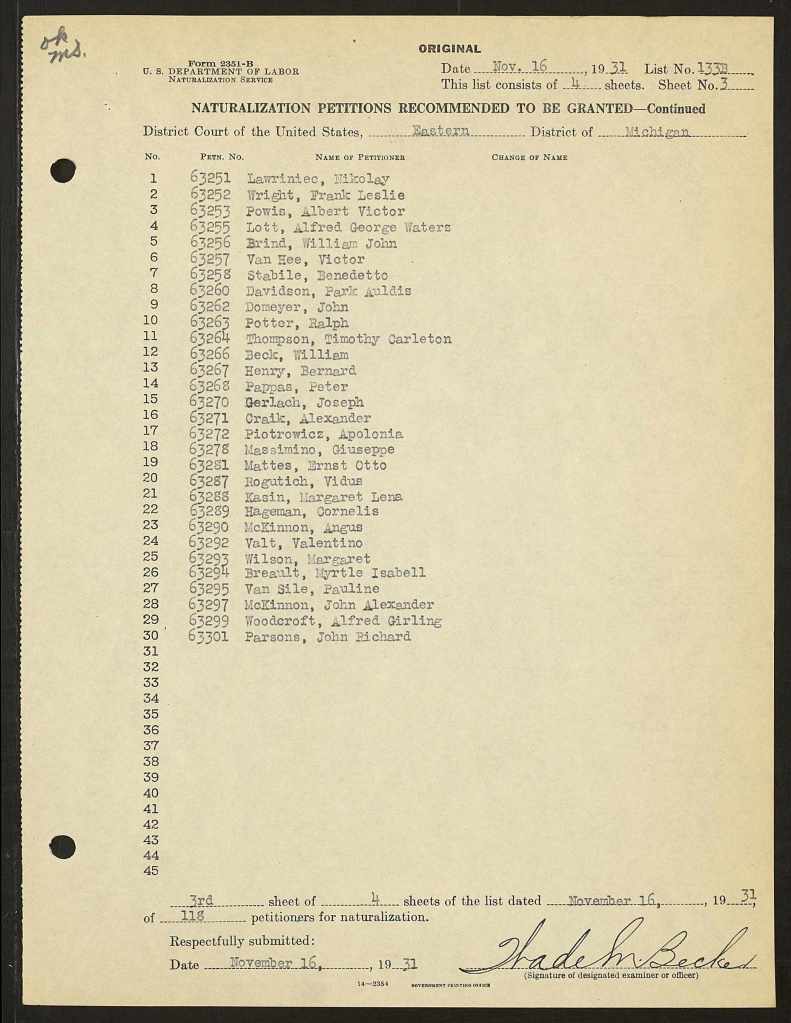 ok
ms.
ORIGINAL
Form 2351-B
U. S. DEPARTMENT OF LABOR
NATURALIZATION SERVICE
Date Nov. 16, 1931 List No. 133B
This list consists of 4 sheets. Sheet No. 3
NATURALIZATION PETITIONS RECOMMENDED TO BE GRANTED—Continued
District Court of the United States, Eastern District of Michigan
No. PETN. No. NAME OF PETITIONER CHANGE OF NAME
1 63251 Lawriniec, Nikolay
2 63252 Wright, Frank Leslie
3 63253 Powis, Albert Victor
4 63255 Lott, Alfred George Waters
5 63256 Brind, William John
6 63257 Van Hee, Victor
7 63258 Stabile, Benedetto
8 63260 Davidson, Park Auldis
9 63262 Domeyer, John
10 63263 Potter, Ralph
11 63264 Thompson, Timothy Carleton
12 63266 Beck, William
13 63267 Henry, Bernard
14 63268 Pappas, Peter
15 63270 Gerlach, Joseph
16 63271 Craik, Alexander
17 63272 Piotrowicz, Apolonia
18 63278 Massimino, Giuseppe
19 63281 Mattes, Ernst Otto
20 63287 Rogutich, Vidus
21 63288 Kasin, Margaret Lena
22 63289 Hageman, Cornelis
23 63290 McKinnon, Angus
24 63292 Valt, Valentino
25 63293 Wilson, Margaret
26 63294 Breault, Myrtle Isabell
27 63295 Van Sile, Pauline
28 63297 McKinnon, John Alexander
29 63299 Woodcroft, Alfred Girling
30 63301 Parsons, John Richard
31
32
33
34
35
36
37
38
39
40
41
42
43
44
45
3rd sheet of 4 sheets of the list dated November 16, 1931,
of 118 petitioners for naturalization.
Respectfully submitted:
Date November 16, 1931 Wade M. Becker
(Signature of designated examiner or officer)
14—2384 GOVERNMENT PRINTING OFFICE